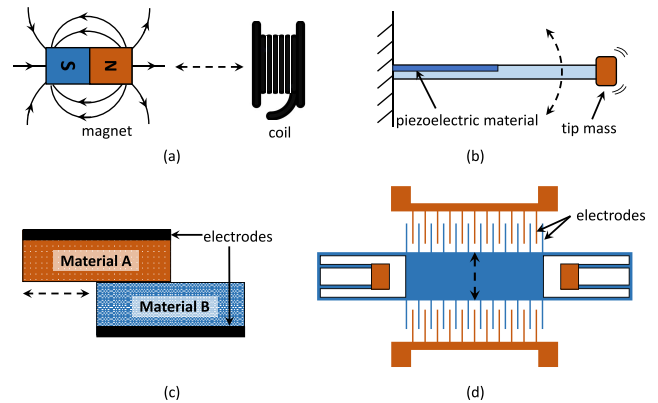 S N
magnet
coil
(a)
piezoelectric material
tip mass
(b)
electrodes
Material A
Material B
(c)
electrodes
(d)